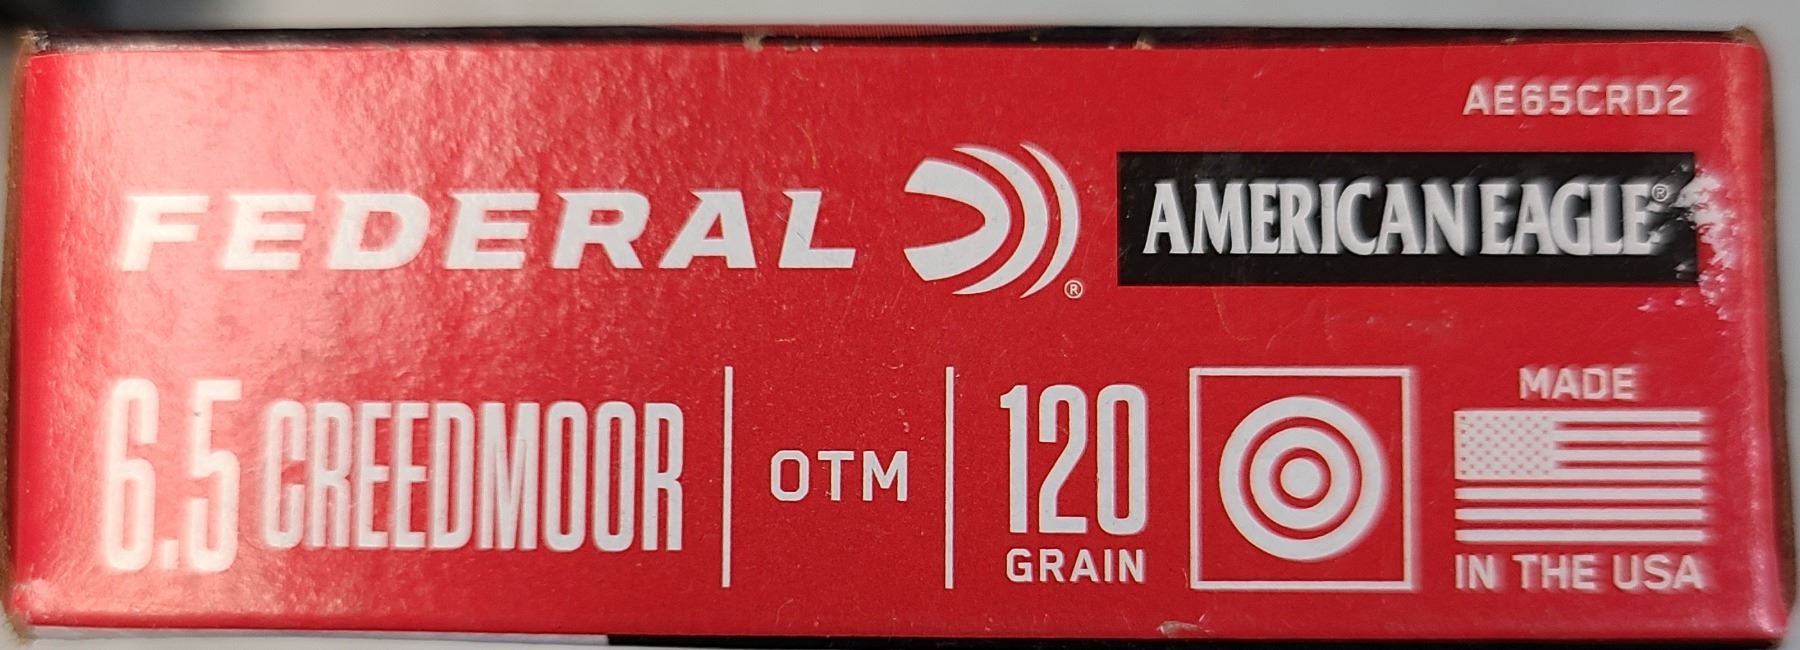 AE65CRD2
FEDERAL®
AMERICAN EAGLE®
6.5 CREEDMOOR
OTM
120
GRAIN
MADE
IN THE USA